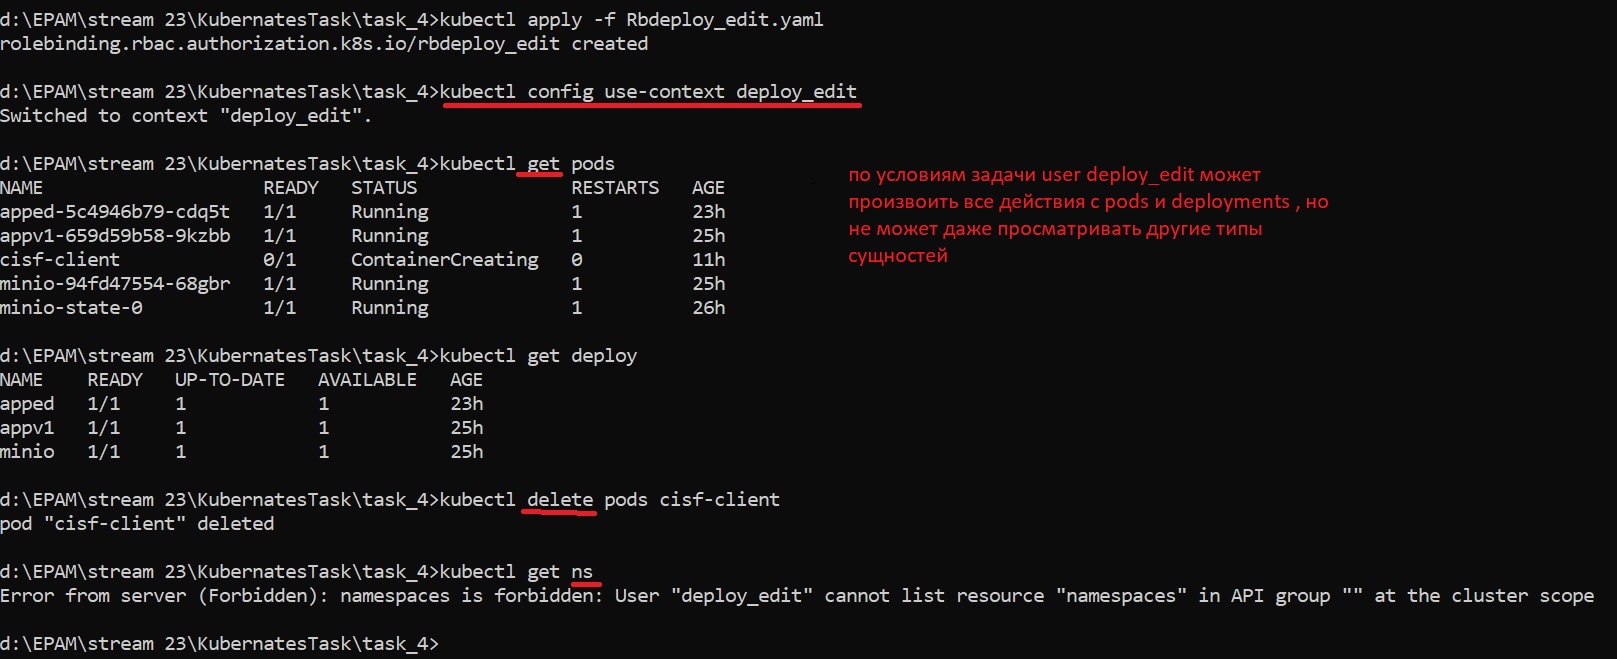 d:\EPAM\stream 23\KubernatesTask\task_4>kubectl apply -f Rbdeploy_edit.yaml
rolebinding.rbac.authorization.k8s.io/rbdeploy_edit created
d:\EPAM\stream 23\KubernatesTask\task_4>kubectl config use-context deploy_edit
Switched to context "deploy_edit".
d:\EPAM\stream 23\KubernatesTask\task_4>kubectl get pods
NAME READY STATUS RESTARTS AGE
apped-5c4946b79-cdq5t 1/1 Running 1 23h
appv1-659d59b58-9kzbb 1/1 Running 1 25h
cisf-client 0/1 ContainerCreating 0 11h
minio-94fd47554-68gbr 1/1 Running 1 25h
minio-state-0 1/1 Running 1 26h
по условиям задачи user deploy_edit может
произвоить все действия с pods и deployments , но
не может даже просматривать другие типы
сущностей
d:\EPAM\stream 23\KubernatesTask\task_4>kubectl get deploy
NAME READY UP-TO-DATE AVAILABLE AGE
apped 1/1 1 1 23h
appv1 1/1 1 1 25h
minio 1/1 1 1 25h
d:\EPAM\stream 23\KubernatesTask\task_4>kubectl delete pods cisf-client
pod "cisf-client" deleted
d:\EPAM\stream 23\KubernatesTask\task_4>kubectl get ns
Error from server (Forbidden): namespaces is forbidden: User "deploy_edit" cannot list resource "namespaces" in API group "" at the cluster scope
d:\EPAM\stream 23\KubernatesTask\task_4>